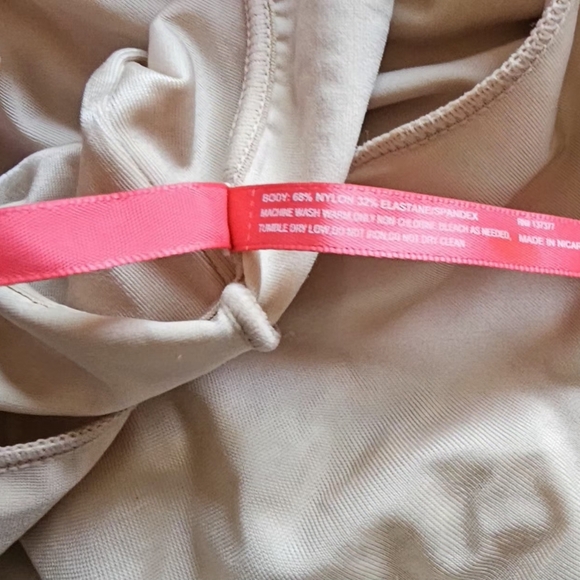 BODY: 68% NYLON 32% ELASTANE/SPANDEX
MACHINE WASH WARM,ONLY NON-CHLORINE BLEACH AS NEEDED,
TUMBLE DRY LOW,DO NOT IRON,DO NOT DRY CLEAN
MADE IN NICAR